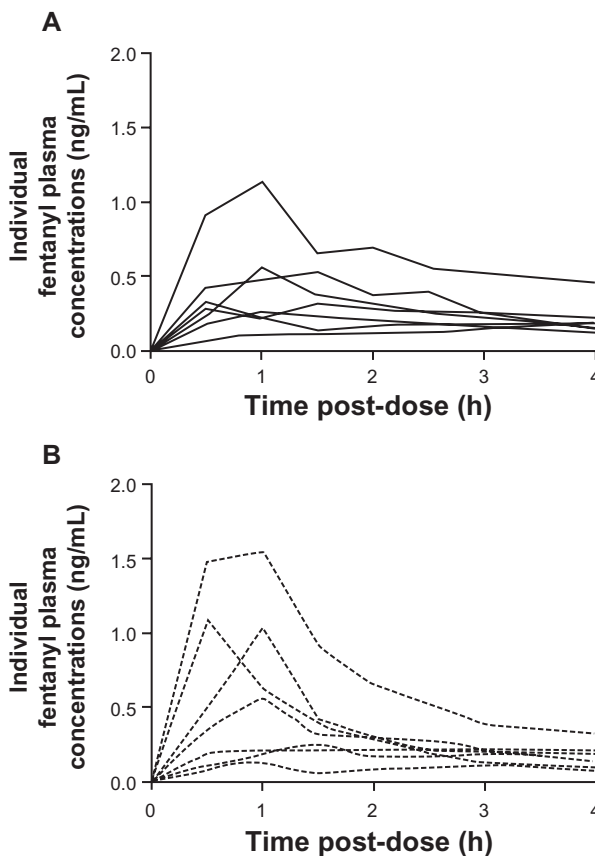 A
Individual
fentanyl plasma
concentrations (ng/mL)
2.0
1.5
1.0
0.5
0.0
0 1 2 3 4
Time post-dose (h)
B
Individual
fentanyl plasma
concentrations (ng/mL)
2.0
1.5
1.0
0.5
0.0
0 1 2 3 4
Time post-dose (h)